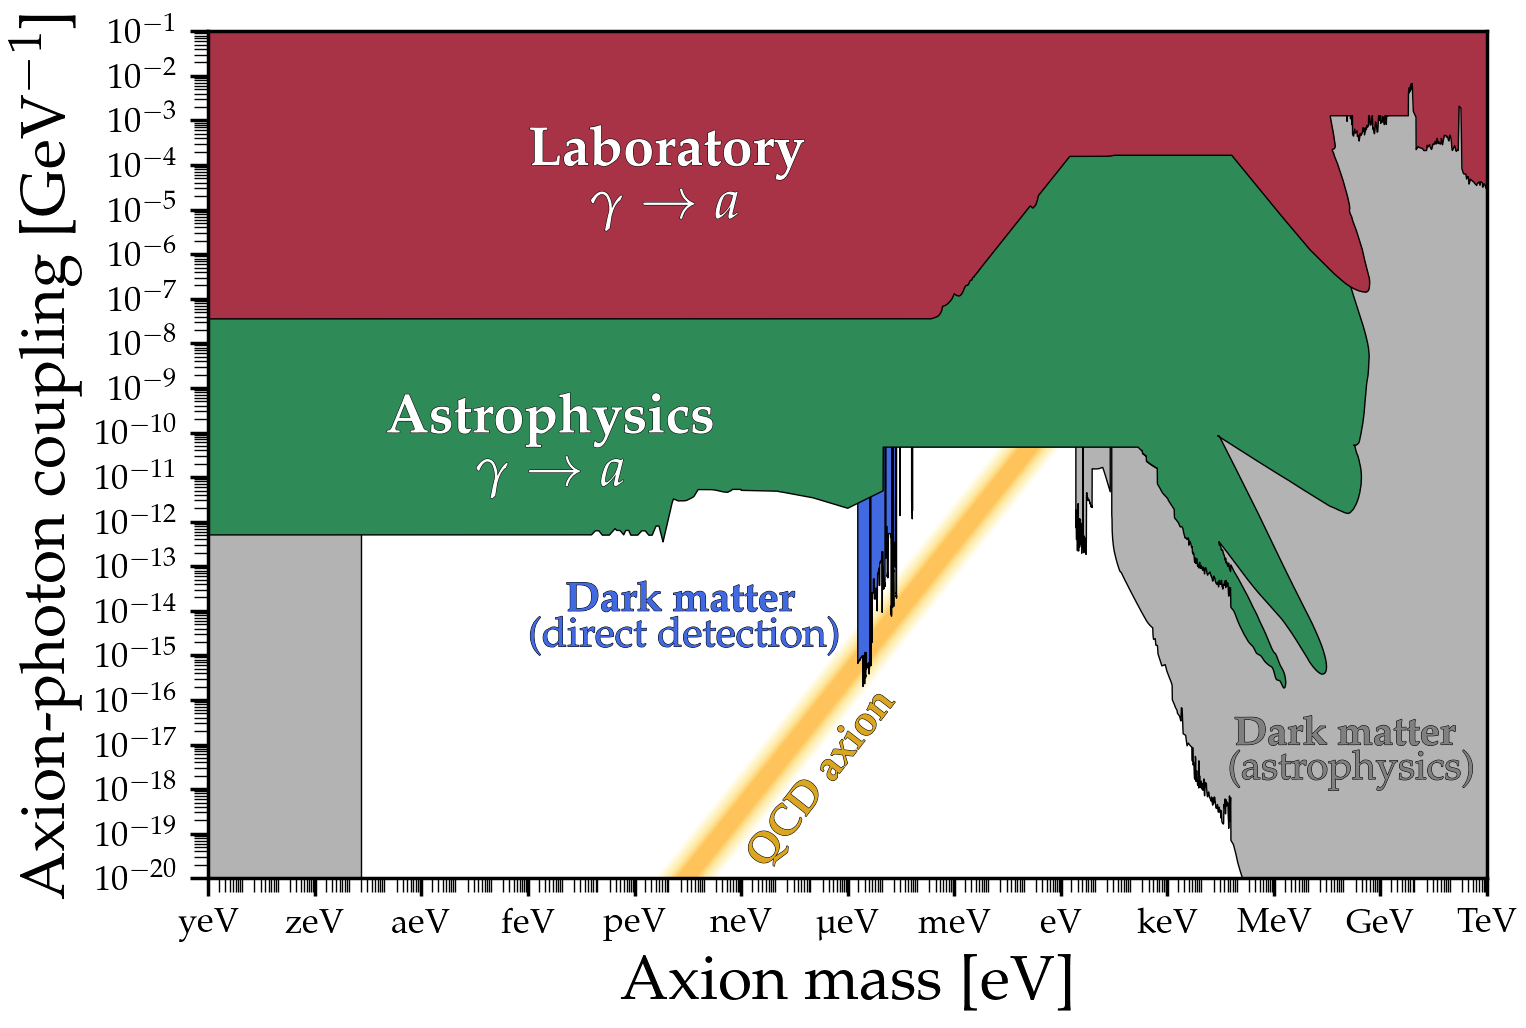 Axion-photon coupling [GeV⁻¹]
10⁻¹
10⁻²
10⁻³
10⁻⁴
10⁻⁵
10⁻⁶
10⁻⁷
10⁻⁸
10⁻⁹
10⁻¹⁰
10⁻¹¹
10⁻¹²
10⁻¹³
10⁻¹⁴
10⁻¹⁵
10⁻¹⁶
10⁻¹⁷
10⁻¹⁸
10⁻¹⁹
10⁻²⁰
Laboratory
γ → a
Astrophysics
γ → a
Dark matter
(direct detection)
QCD axion
Dark matter
(astrophysics)
yeV zeV aeV feV peV neV μeV meV eV keV MeV GeV TeV
Axion mass [eV]